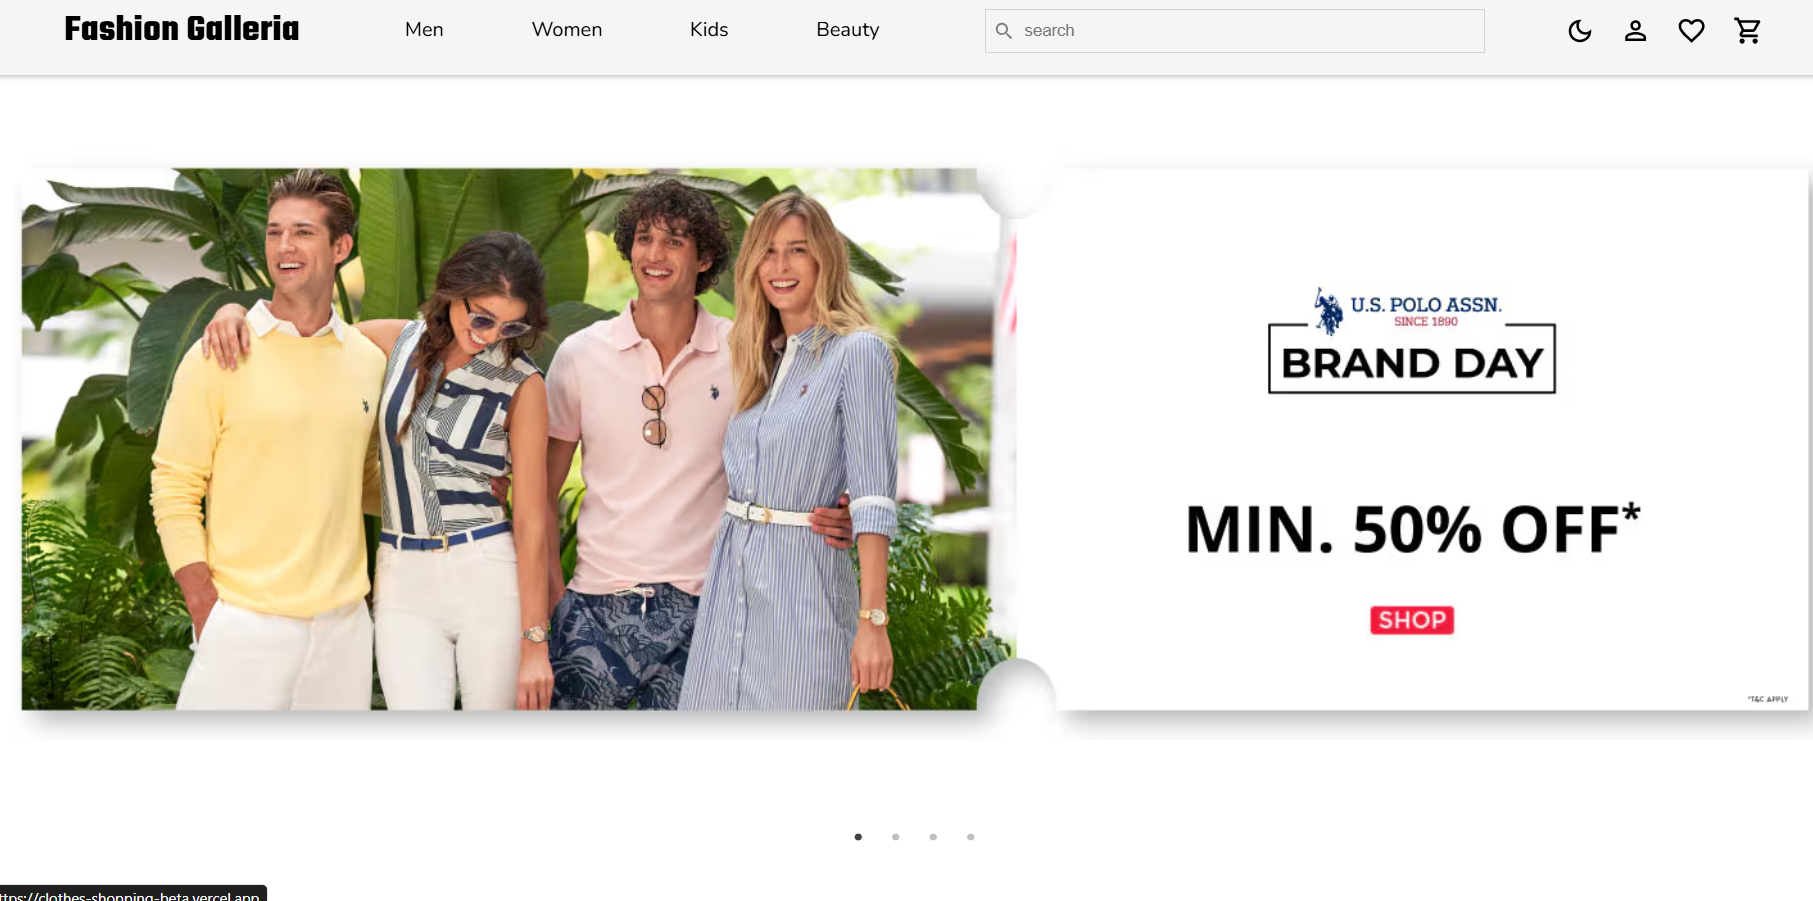 Fashion Galleria
Men
Women
Kids
Beauty
search
U.S. POLO ASSN.
SINCE 1890
BRAND DAY
MIN. 50% OFF*
SHOP
*T&C APPLY
ttps://clothes-shopping-beta.vercel.app